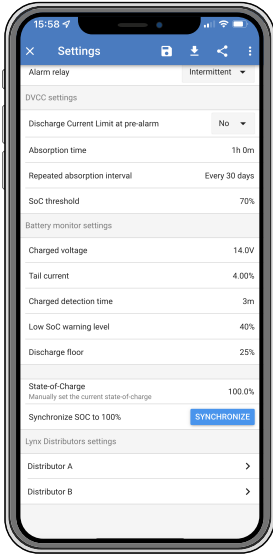 15:58
Settings
Alarm relay Intermittent
DVCC settings
Discharge Current Limit at pre-alarm No
Absorption time 1h 0m
Repeated absorption interval Every 30 days
SoC threshold 70%
Battery monitor settings
Charged voltage 14.0V
Tail current 4.00%
Charged detection time 3m
Low SoC warning level 40%
Discharge floor 25%
State-of-Charge 100.0%
Manually set the current state-of-charge
Synchronize SOC to 100% SYNCHRONIZE
Lynx Distributors settings
Distributor A
Distributor B